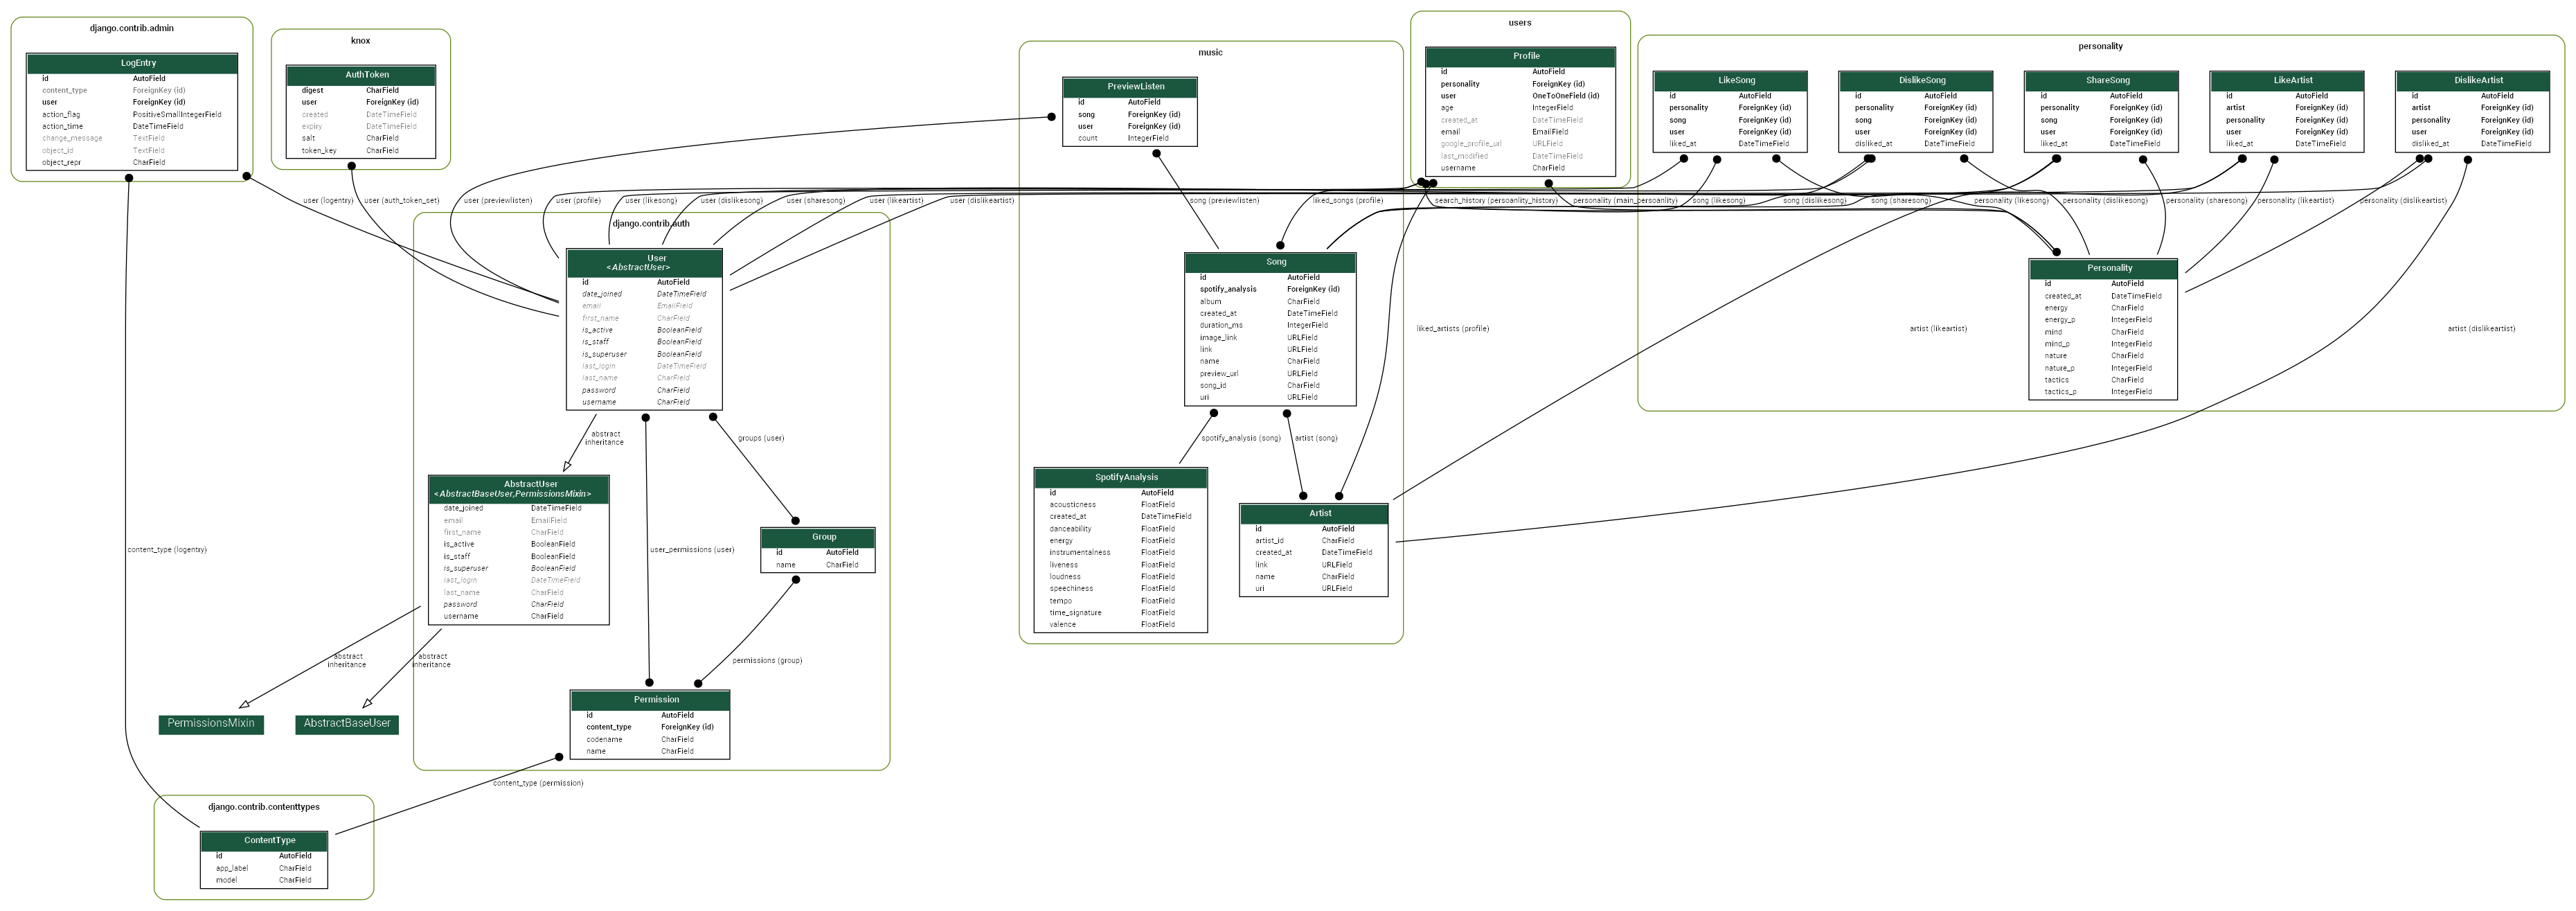 django.contrib.admin
LogEntry
id AutoField
content_type ForeignKey (id)
user ForeignKey (id)
action_flag PositiveSmallIntegerField
action_time DateTimeField
change_message TextField
object_id TextField
object_repr CharField
knox
AuthToken
digest CharField
user ForeignKey (id)
created DateTimeField
expiry DateTimeField
salt CharField
token_key CharField
music
PreviewListen
id AutoField
song ForeignKey (id)
user ForeignKey (id)
count IntegerField
users
Profile
id AutoField
personality ForeignKey (id)
user OneToOneField (id)
age IntegerField
created_at DateTimeField
email EmailField
google_profile_url URLField
last_modified DateTimeField
username CharField
personality
LikeSong
id AutoField
personality ForeignKey (id)
song ForeignKey (id)
user ForeignKey (id)
liked_at DateTimeField
DislikeSong
id AutoField
personality ForeignKey (id)
song ForeignKey (id)
user ForeignKey (id)
disliked_at DateTimeField
ShareSong
id AutoField
personality ForeignKey (id)
song ForeignKey (id)
user ForeignKey (id)
liked_at DateTimeField
LikeArtist
id AutoField
artist ForeignKey (id)
personality ForeignKey (id)
user ForeignKey (id)
liked_at DateTimeField
DislikeArtist
id AutoField
artist ForeignKey (id)
personality ForeignKey (id)
user ForeignKey (id)
disliked_at DateTimeField
user (logentry)
user (auth_token_set)
user (previewlisten)
user (profile)
user (likesong)
user (dislikesong)
user (sharesong)
user (likeartist)
user (dislikeartist)
song (previewlisten)
liked_songs (profile)
search_history (persoanlity_history)
personality (main_persoanlity)
song (likesong)
song (dislikesong)
song (sharesong)
personality (likesong)
personality (dislikesong)
personality (sharesong)
personality (likeartist)
personality (dislikeartist)
django.contrib.auth
User
<AbstractUser>
id AutoField
date_joined DateTimeField
email EmailField
first_name CharField
is_active BooleanField
is_staff BooleanField
is_superuser BooleanField
last_login DateTimeField
last_name CharField
password CharField
username CharField
Song
id AutoField
spotify_analysis ForeignKey (id)
album CharField
created_at DateTimeField
duration_ms IntegerField
image_link URLField
link URLField
name CharField
preview_url URLField
song_id CharField
uri URLField
Personality
id AutoField
created_at DateTimeField
energy CharField
energy_p IntegerField
mind CharField
mind_p IntegerField
nature CharField
nature_p IntegerField
tactics CharField
tactics_p IntegerField
liked_artists (profile)
artist (likeartist)
artist (dislikeartist)
abstract
inheritance
groups (user)
spotify_analysis (song)
artist (song)
AbstractUser
<AbstractBaseUser,PermissionsMixin>
date_joined DateTimeField
email EmailField
first_name CharField
is_active BooleanField
is_staff BooleanField
is_superuser BooleanField
last_login DateTimeField
last_name CharField
password CharField
username CharField
content_type (logentry)
user_permissions (user)
Group
id AutoField
name CharField
SpotifyAnalysis
id AutoField
acousticness FloatField
created_at DateTimeField
danceability FloatField
energy FloatField
instrumentalness FloatField
liveness FloatField
loudness FloatField
speechiness FloatField
tempo FloatField
time_signature FloatField
valence FloatField
Artist
id AutoField
artist_id CharField
created_at DateTimeField
link URLField
name CharField
uri URLField
abstract
inheritance
abstract
inheritance
permissions (group)
PermissionsMixin
AbstractBaseUser
Permission
id AutoField
content_type ForeignKey (id)
codename CharField
name CharField
content_type (permission)
django.contrib.contenttypes
ContentType
id AutoField
app_label CharField
model CharField